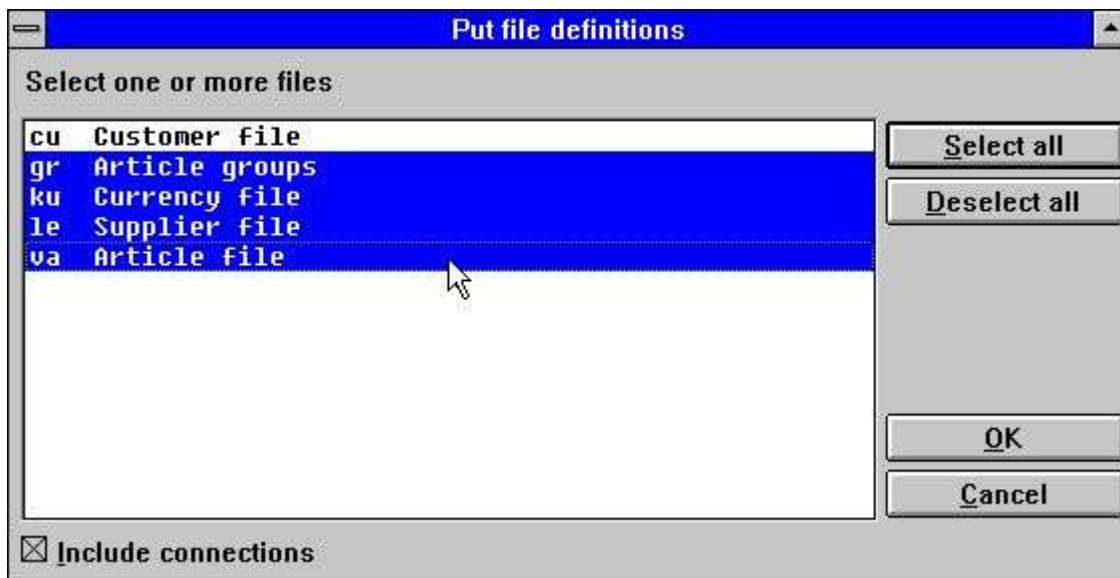 Put file definitions
Select one or more files
cu Customer file
gr Article groups
ku Currency file
le Supplier file
va Article file
Select all
Deselect all
OK
Cancel
Include connections